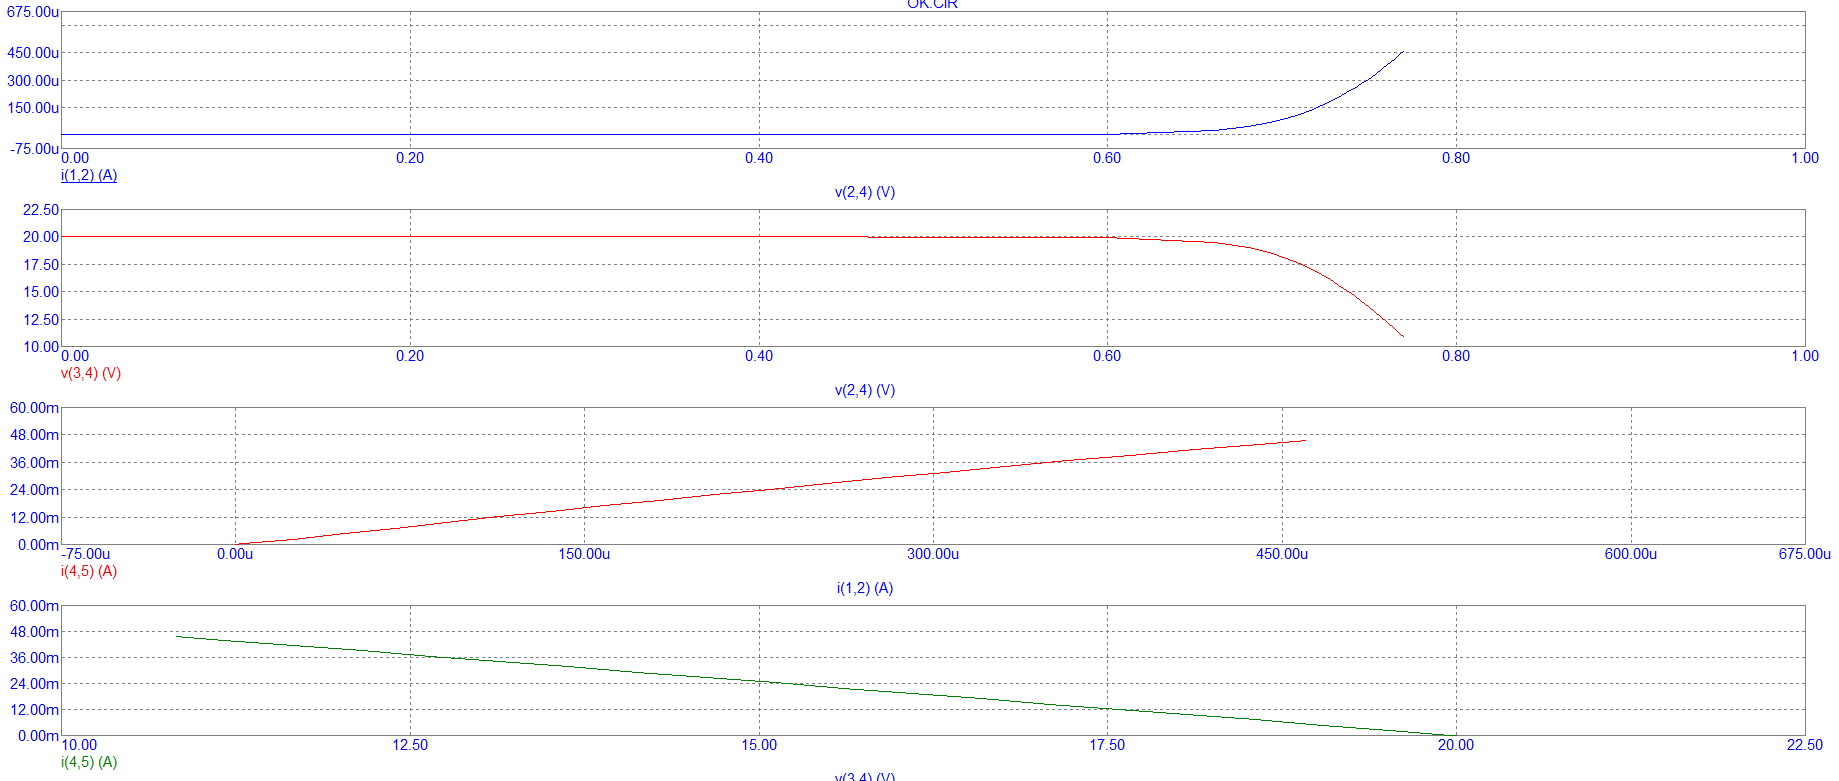 OK.CIR
675.00u
450.00u
300.00u
150.00u
-75.00u
0.00 0.20 0.40 0.60 0.80 1.00
i(1,2) (A)
v(2,4) (V)
22.50
20.00
17.50
15.00
12.50
10.00
0.00 0.20 0.40 0.60 0.80 1.00
v(3,4) (V)
v(2,4) (V)
60.00m
48.00m
36.00m
24.00m
12.00m
0.00m
-75.00u 0.00u 150.00u 300.00u 450.00u 600.00u 675.00u
i(4,5) (A)
i(1,2) (A)
60.00m
48.00m
36.00m
24.00m
12.00m
0.00m
10.00 12.50 15.00 17.50 20.00 22.50
i(4,5) (A)
v(3,4) (V)